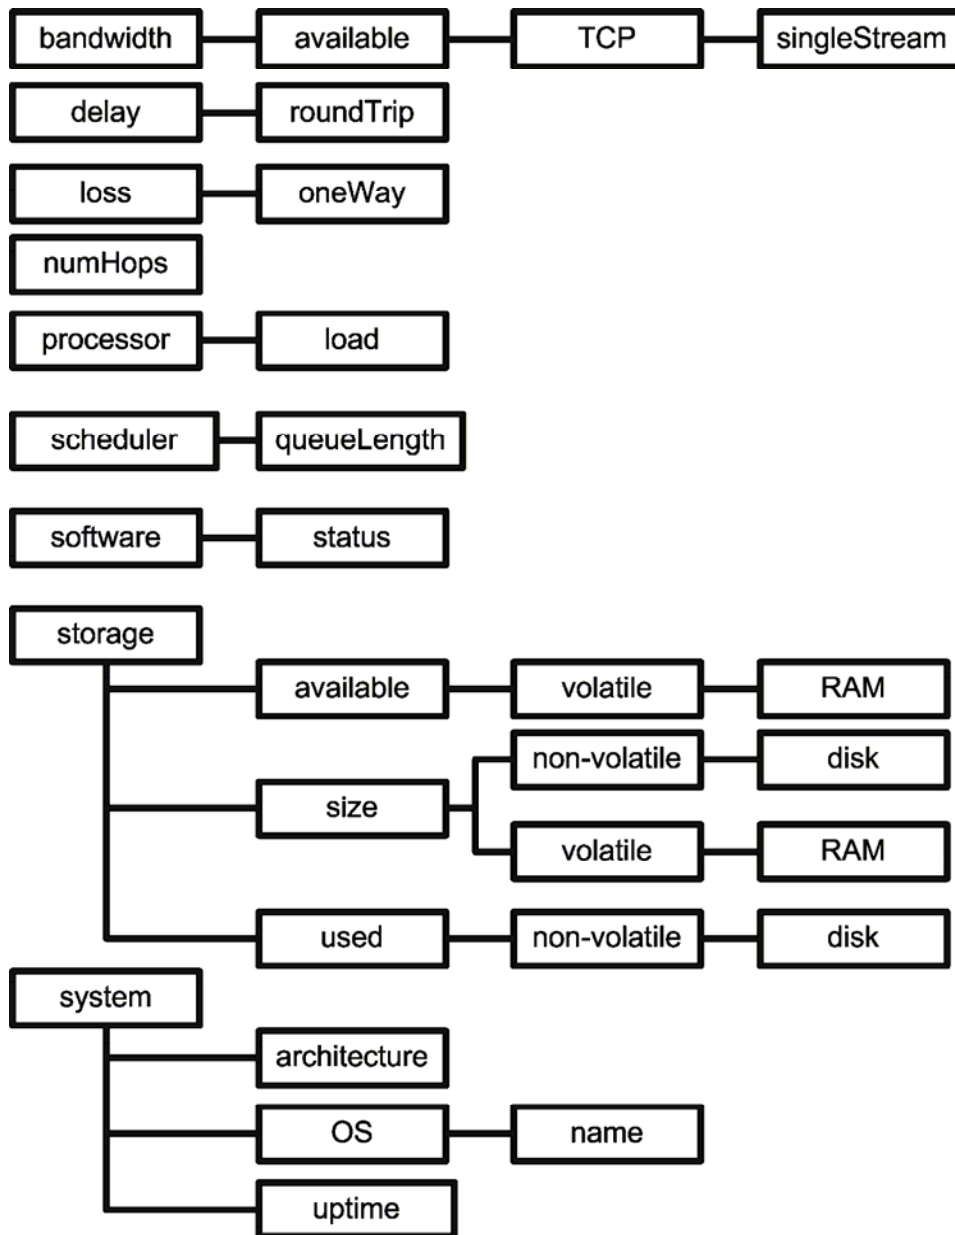 bandwidth available TCP singleStream
delay roundTrip
loss oneWay
numHops
processor load
scheduler queueLength
software status
storage
available volatile RAM
non-volatile disk
size
volatile RAM
used non-volatile disk
system
architecture
OS name
uptime